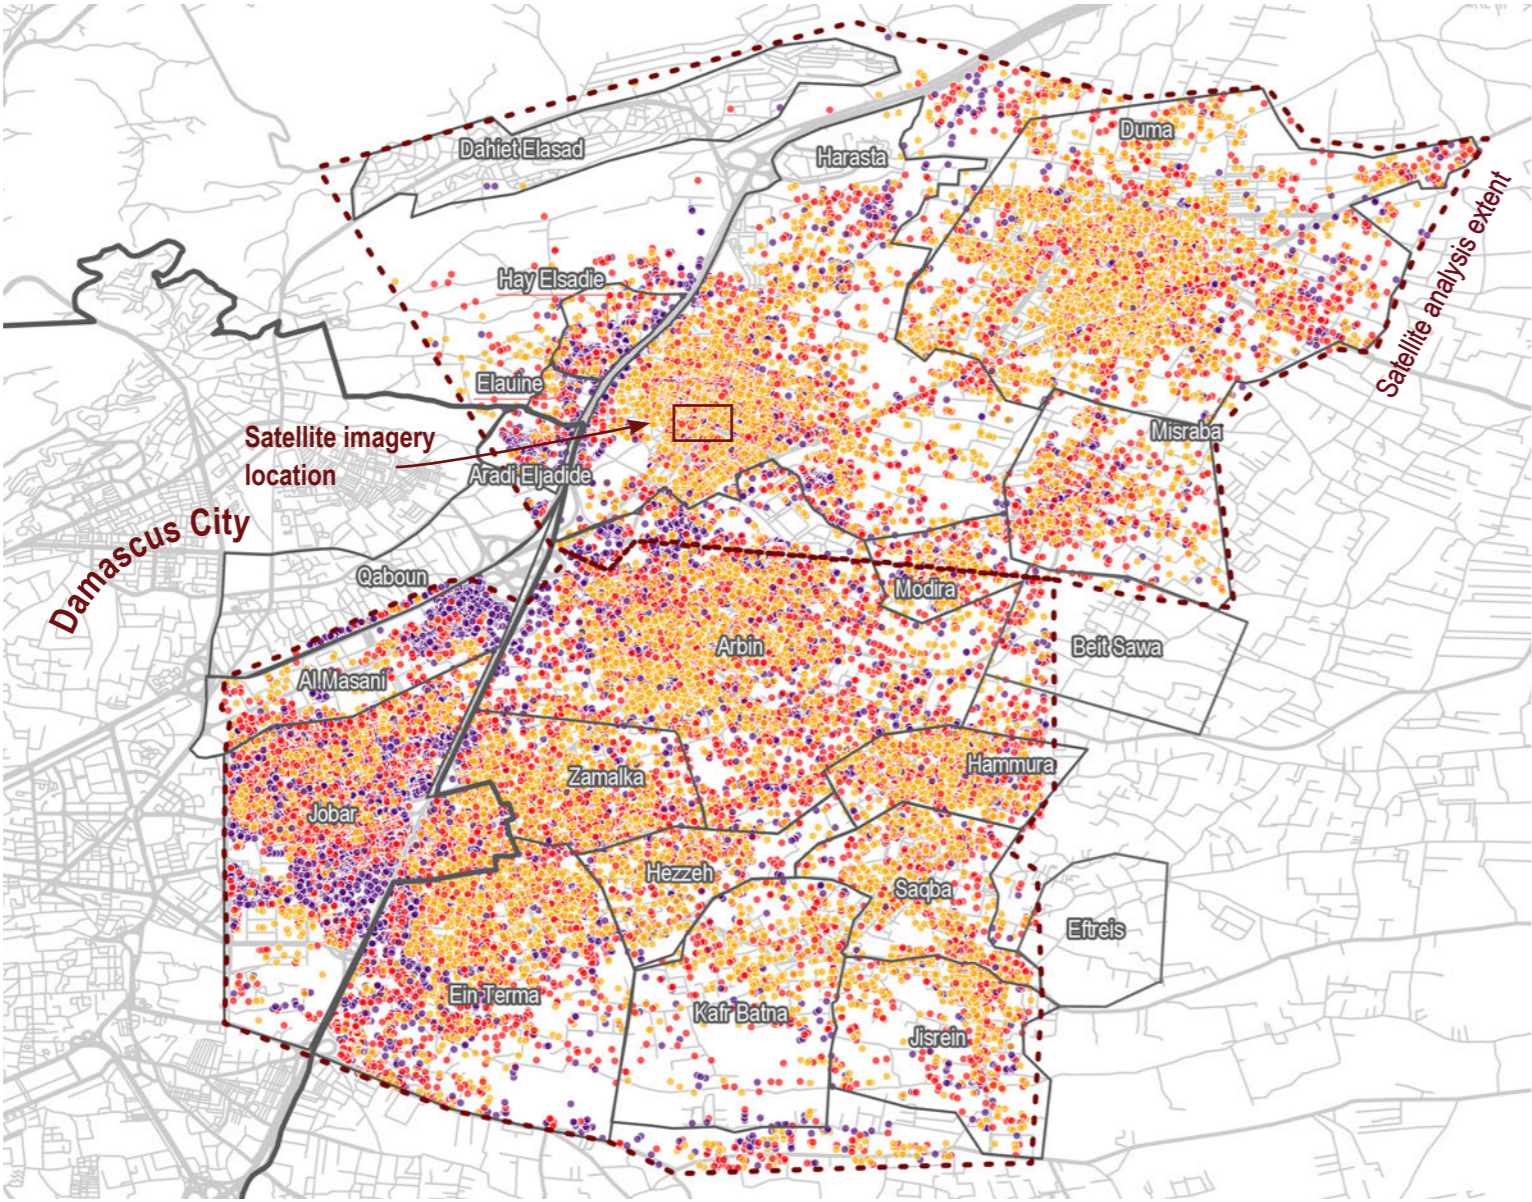 Duma
Dahiet Elasad
Harasta
Satellite analysis extent
Hay Elsadie
Elauine
Misraba
Satellite imagery
location
Aradi Eljadide
Damascus City
Qaboun
Modira
Arbin
Beit Sawa
Al Masani
Hammura
Zamalka
Jobar
Hezzeh
Saqba
Eftreis
Ein Terma
Kafr Batna
Jisrein